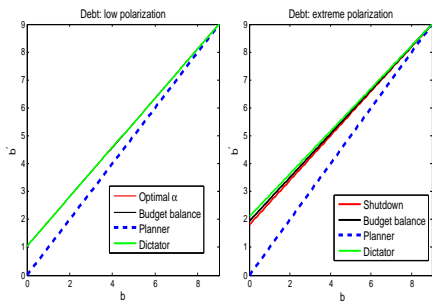 Debt: low polarization
9
8
7
6
5
4
3
2
1
0
b´
0 2 4 6 8
b
Optimal α
Budget balance
Planner
Dictator
Debt: extreme polarization
9
8
7
6
5
4
3
2
1
0
b´
0 2 4 6 8
b
Shutdown
Budget balance
Planner
Dictator